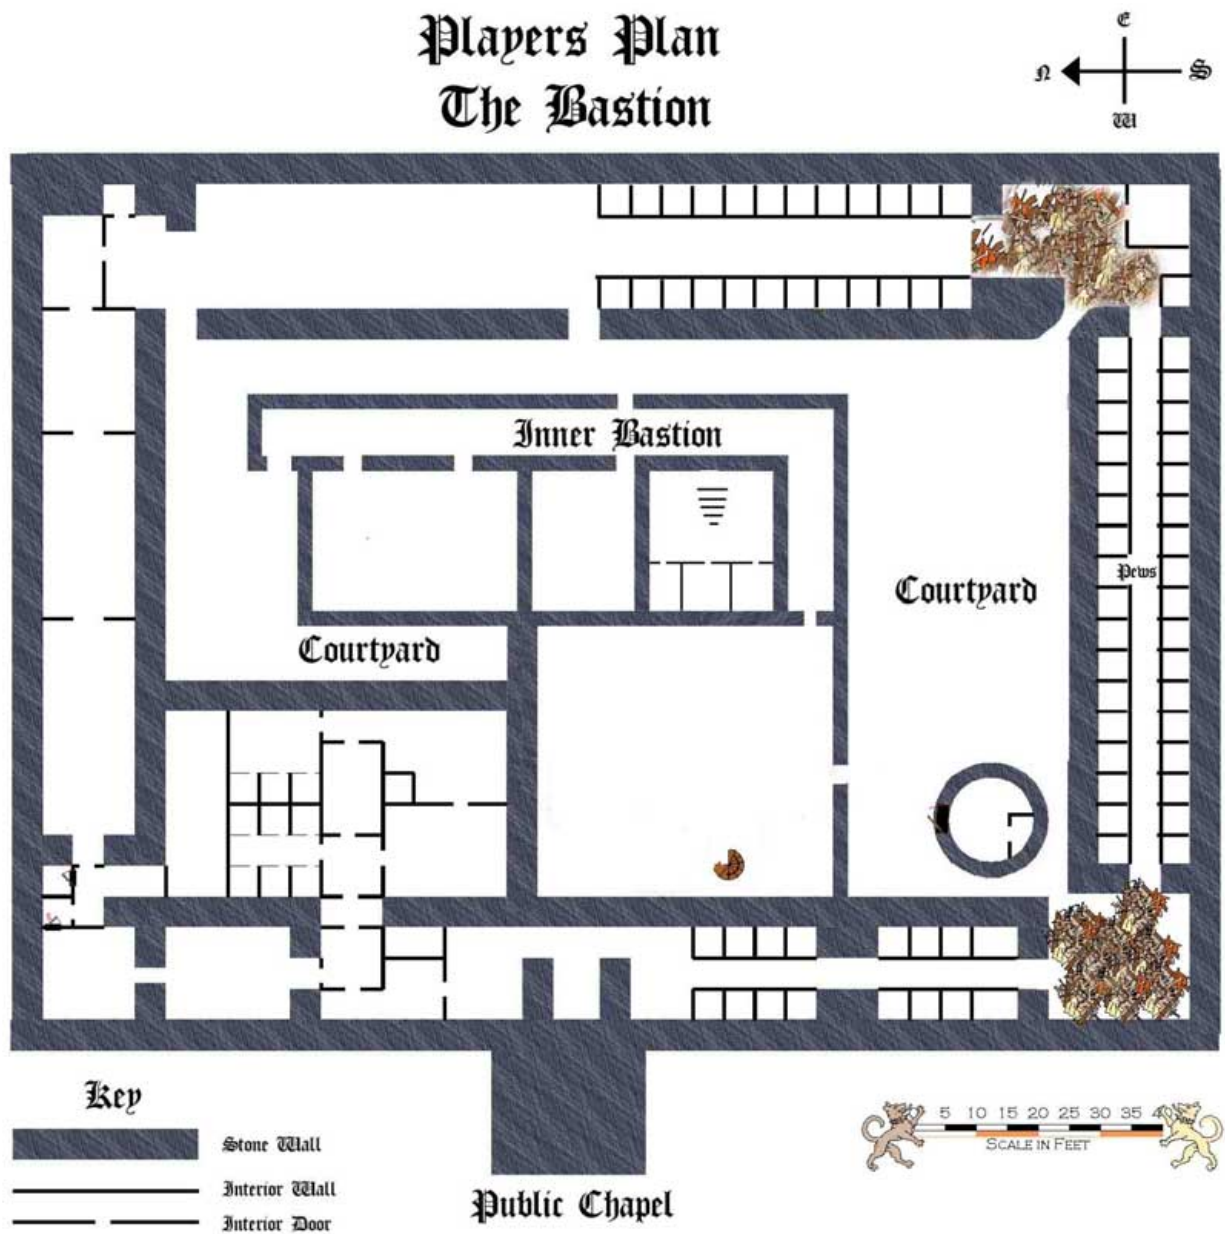 Players Plan
The Bastion
E
N
S
W
Inner Bastion
Courtyard
Pews
Courtyard
Key
Stone Wall
Interior Wall
Interior Door
Public Chapel
5 10 15 20 25 30 35 40
Scale in Feet